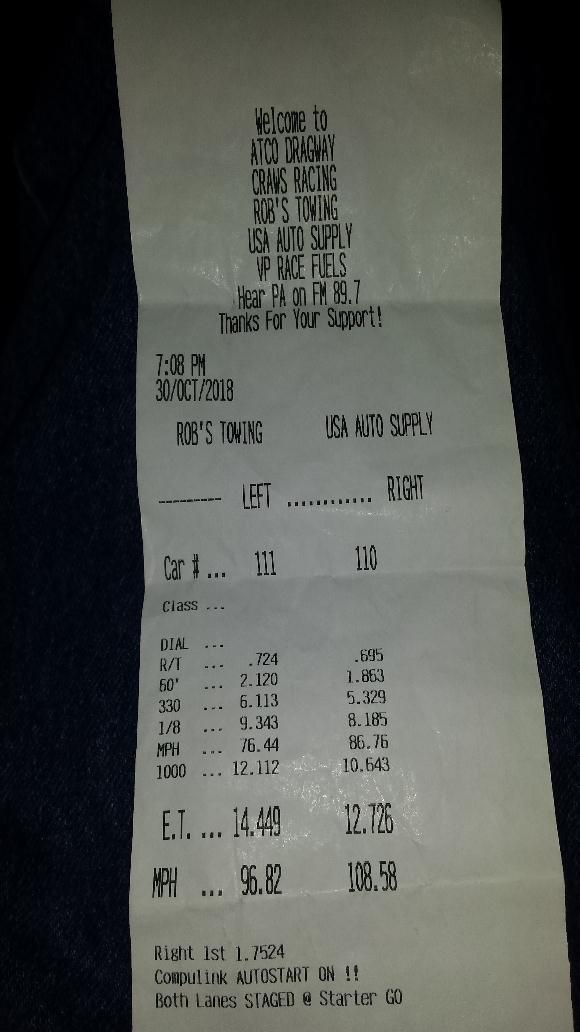 Welcome to
ATCO DRAGWAY
CRAWS RACING
ROB'S TOWING
USA AUTO SUPPLY
VP RACE FUELS
Hear PA on FM 89.7
Thanks For Your Support!
7:08 PM
30/OCT/2018
ROB'S TOWING USA AUTO SUPPLY
--------- LEFT ............ RIGHT
Car # ... 111 110
Class ...
DIAL ...
R/T ... .724 .695
60' ... 2.120 1.863
330 ... 6.113 5.329
1/8 ... 9.343 8.185
MPH ... 76.44 86.76
1000 ... 12.112 10.643
E.T. ... 14.449 12.726
MPH ... 96.82 108.58
Right 1st 1.7524
Compulink AUTOSTART ON !!
Both Lanes STAGED @ Starter GO